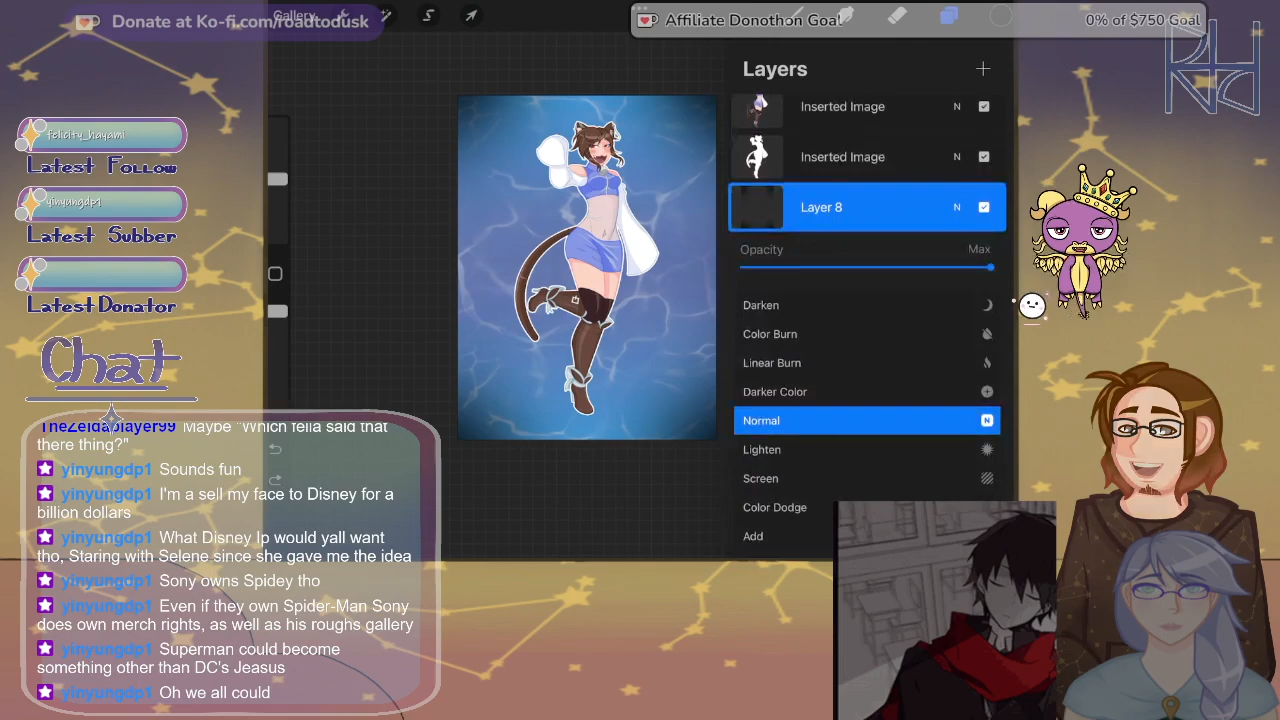 Donate at Ko-fi.com/roadtodusk
Gallery
Affiliate Donothon Goal
0% of $750 Goal
Layers
Inserted Image N
Inserted Image N
Layer 8 N
Opacity Max
Darken
Color Burn
Linear Burn
Darker Color
Normal N
Lighten
Screen
Color Dodge
Add
felicity_hayami
Latest Follow
yinyungdp1
Latest Subber
Latest Donator
Chat
TheZeldaplayer99 Maybe "Which fella said that
there thing?"
yinyungdp1 Sounds fun
yinyungdp1 I'm a sell my face to Disney for a
billion dollars
yinyungdp1 What Disney Ip would yall want
tho, Staring with Selene since she gave me the idea
yinyungdp1 Sony owns Spidey tho
yinyungdp1 Even if they own Spider-Man Sony
does own merch rights, as well as his roughs gallery
yinyungdp1 Superman could become
something other than DC's Jeasus
yinyungdp1 Oh we all could